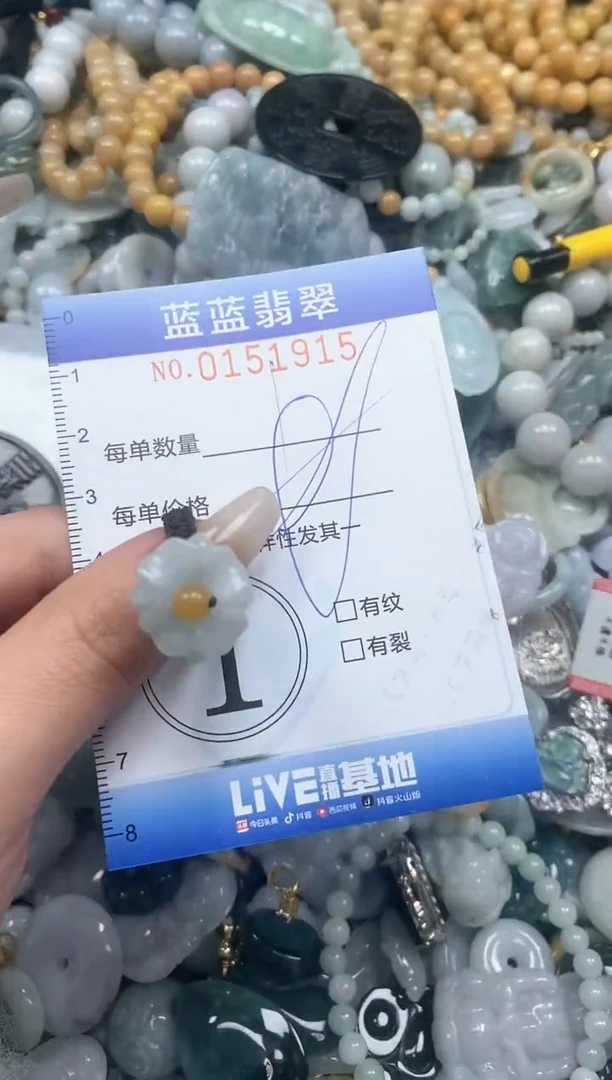 0
蓝蓝翡翠
NO.0151915
1
2
每单数量
3
每单价格
样性发其一
□有纹
□有裂
1
7
LiVE直播基地
今日头条 抖音 西瓜视频 抖音火山版
8